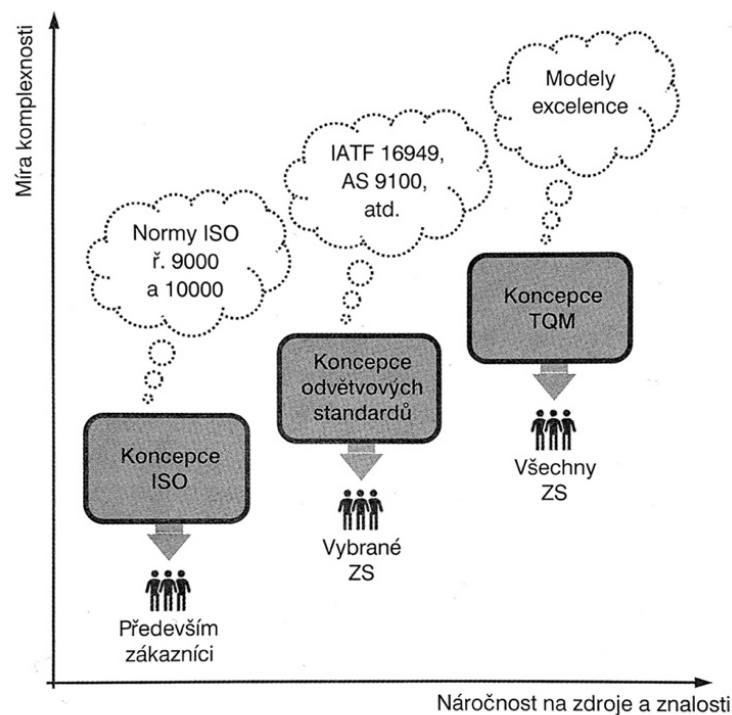 Míra komplexnosti
Modely
excelence
IATF 16949,
AS 9100,
atd.
Normy ISO
ř. 9000
a 10000
Koncepce
TQM
Koncepce
odvětvových
standardů
Koncepce
ISO
Všechny
ZS
Vybrané
ZS
Především
zákazníci
Náročnost na zdroje a znalosti